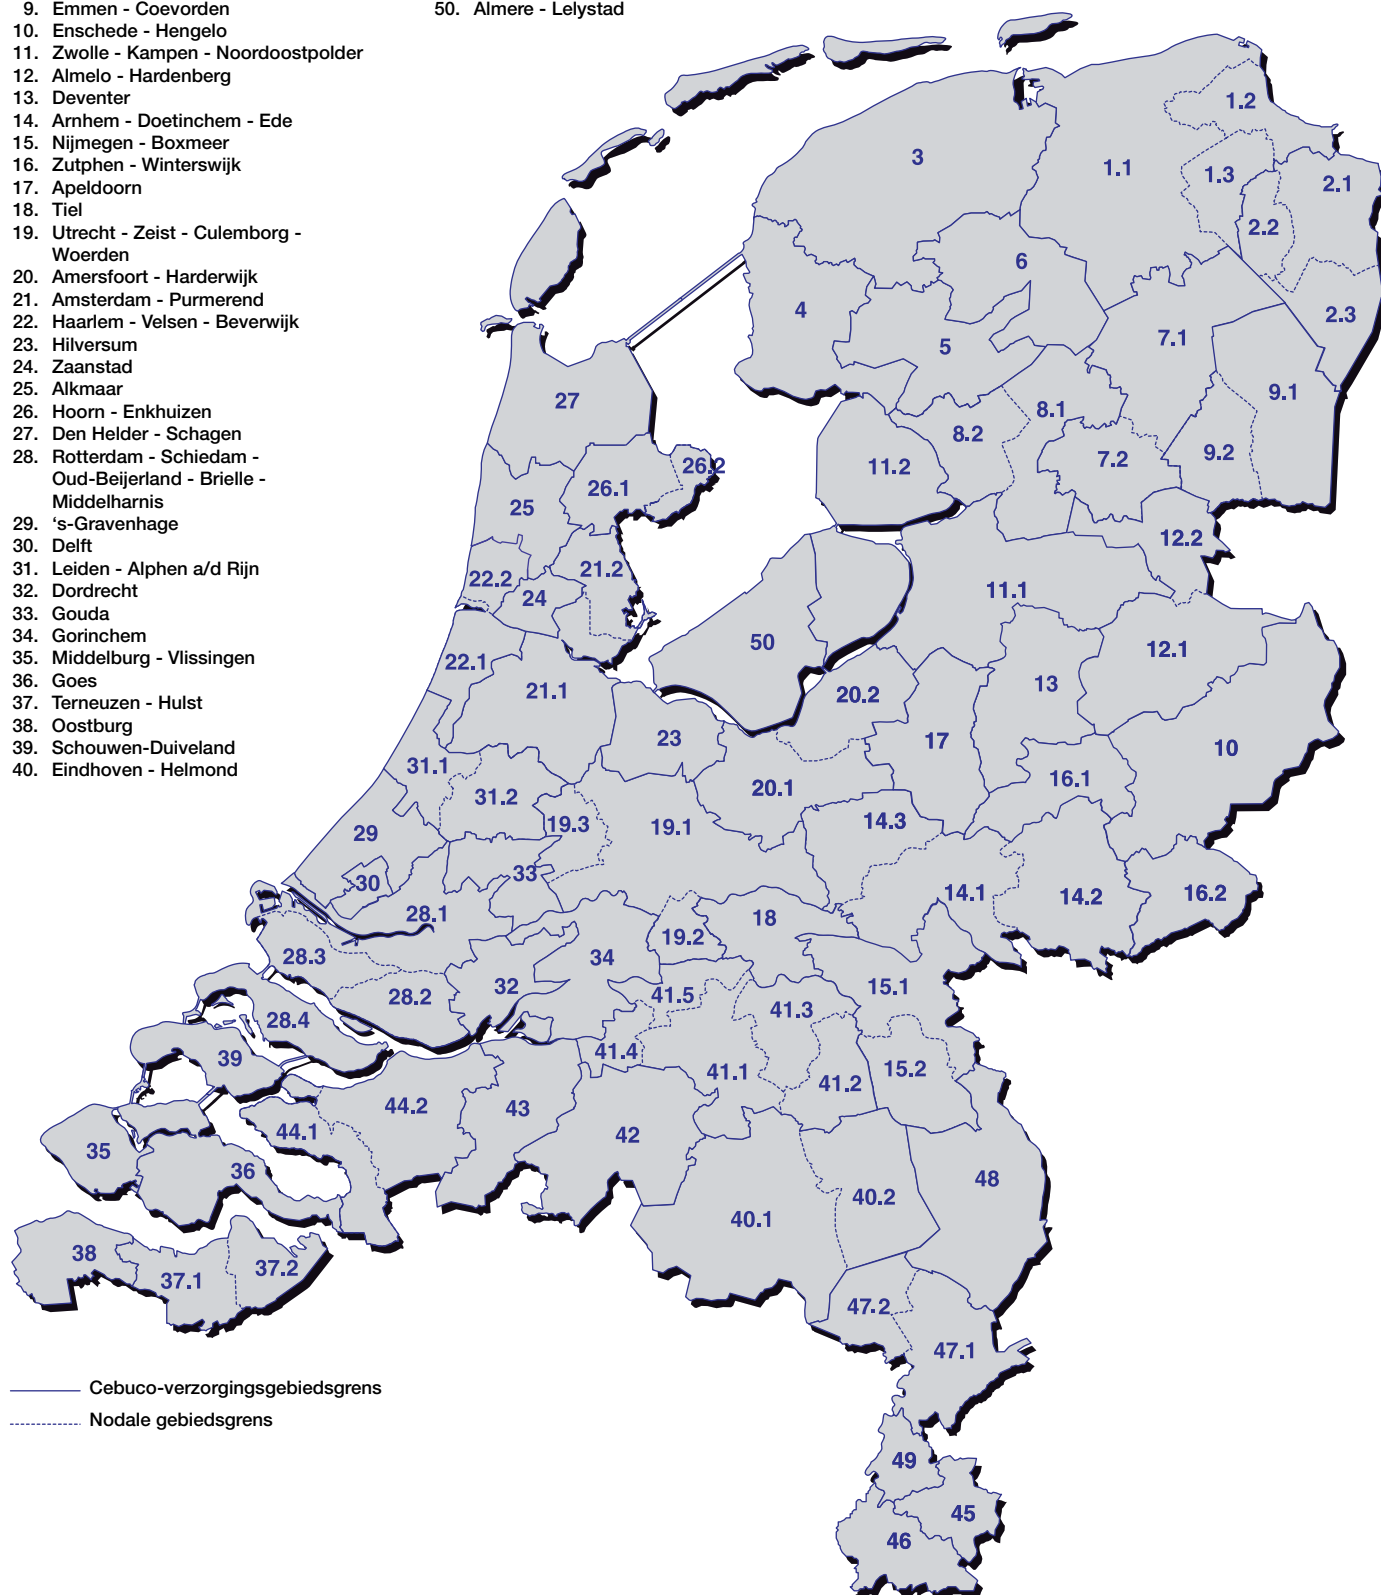 9. Emmen - Coevorden
10. Enschede - Hengelo
11. Zwolle - Kampen - Noordoostpolder
12. Almelo - Hardenberg
13. Deventer
14. Arnhem - Doetinchem - Ede
15. Nijmegen - Boxmeer
16. Zutphen - Winterswijk
17. Apeldoorn
18. Tiel
19. Utrecht - Zeist - Culemborg -
Woerden
20. Amersfoort - Harderwijk
21. Amsterdam - Purmerend
22. Haarlem - Velsen - Beverwijk
23. Hilversum
24. Zaanstad
25. Alkmaar
26. Hoorn - Enkhuizen
27. Den Helder - Schagen
28. Rotterdam - Schiedam -
Oud-Beijerland - Brielle -
Middelharnis
29. ‘s-Gravenhage
30. Delft
31. Leiden - Alphen a/d Rijn
32. Dordrecht
33. Gouda
34. Gorinchem
35. Middelburg - Vlissingen
36. Goes
37. Terneuzen - Hulst
38. Oostburg
39. Schouwen-Duiveland
40. Eindhoven - Helmond
50. Almere - Lelystad
1.2
3
1.1
1.3
2.1
2.2
6
4
2.3
5
7.1
9.1
27
8.1
8.2
9.2
7.2
11.2
26.2
26.1
25
12.2
21.2
22.2
24
11.1
50
12.1
22.1
21.1
20.2
13
23
17
10
31.1
16.1
20.1
31.2
19.3
19.1
14.3
29
33
30
14.1
14.2
16.2
28.1
18
19.2
28.3
34
32
15.1
28.2
41.5
41.3
28.4
41.4
39
41.1
41.2
15.2
44.2
43
44.1
42
35
36
48
40.2
40.1
38
37.1
37.2
47.2
47.1
Cebuco-verzorgingsgebiedsgrens
Nodale gebiedsgrens
49
45
46